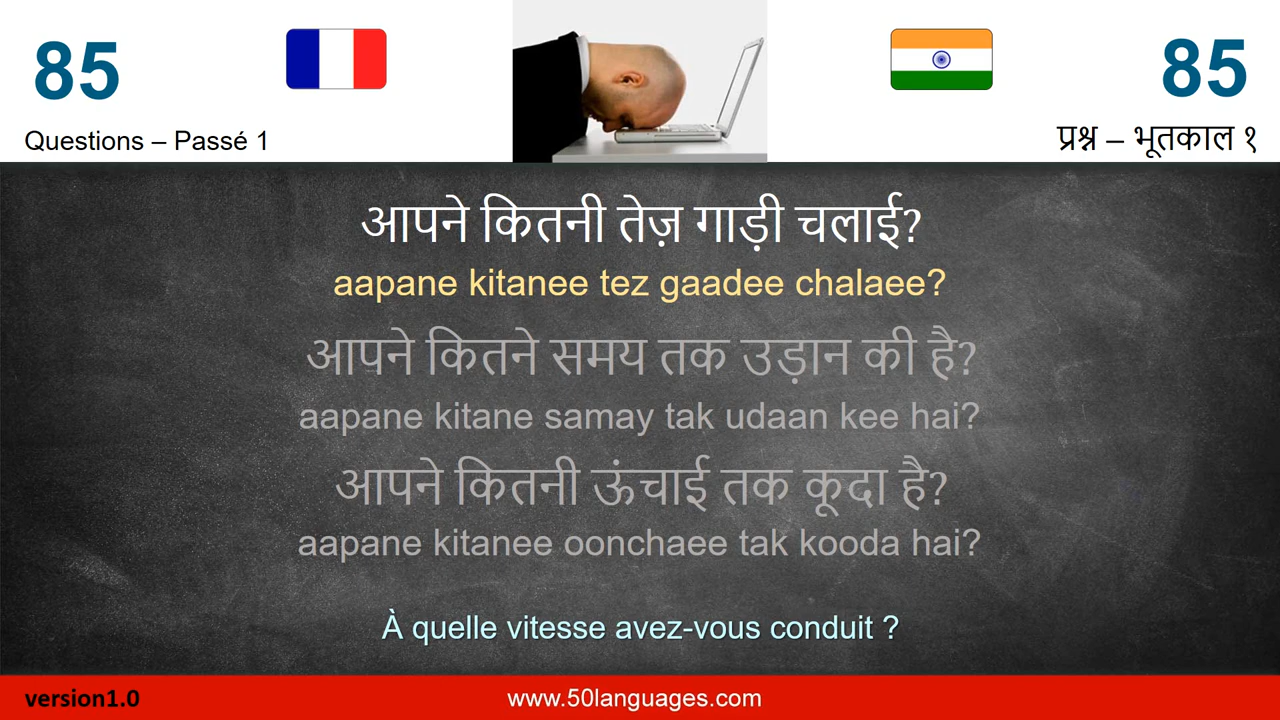 85
85
Questions – Passé 1
प्रश्न – भूतकाल १
आपने कितनी तेज़ गाड़ी चलाई?
aapane kitanee tez gaadee chalaee?
आपने कितने समय तक उड़ान की है?
aapane kitane samay tak udaan kee hai?
आपने कितनी ऊंचाई तक कूदा है?
aapane kitanee oonchaee tak kooda hai?
À quelle vitesse avez-vous conduit ?
version1.0
www.50languages.com